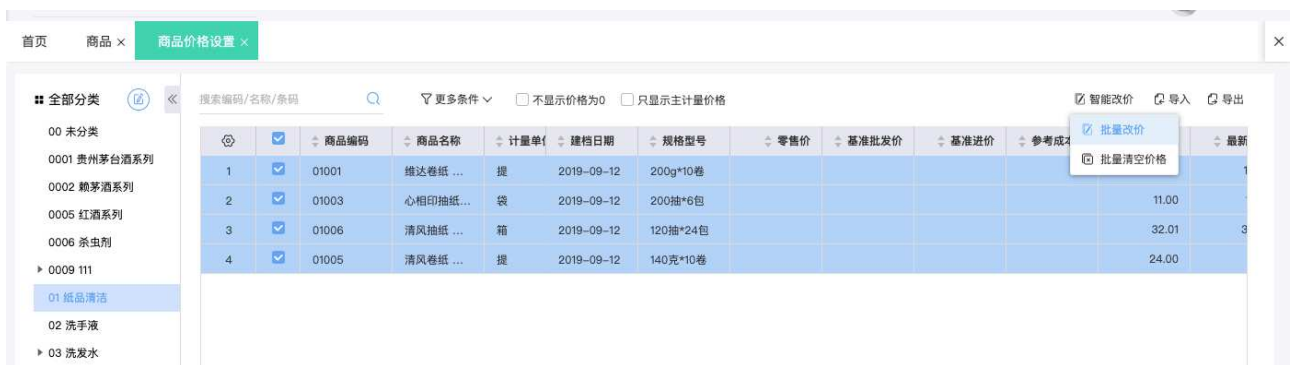 首页 商品 × 商品价格设置 ×
全部分类
搜索编码/名称/条码 更多条件 不显示价格为0 只显示主计量价格 智能改价 导入 导出
批量改价
批量清空价格
00 未分类
0001 贵州茅台酒系列
0002 赖茅酒系列
0005 红酒系列
0006 杀虫剂
0009 111
01 纸品清洁
02 洗手液
03 洗发水
商品编码 商品名称 计量单 建档日期 规格型号 零售价 基准批发价 基准进价 参考成 最新
1 01001 维达卷纸 ... 提 2019-09-12 200g*10卷
2 01003 心相印抽纸... 袋 2019-09-12 200抽*6包 11.00
3 01006 清风抽纸 ... 箱 2019-09-12 120抽*24包 32.01 3
4 01005 清风卷纸 ... 提 2019-09-12 140克*10卷 24.00